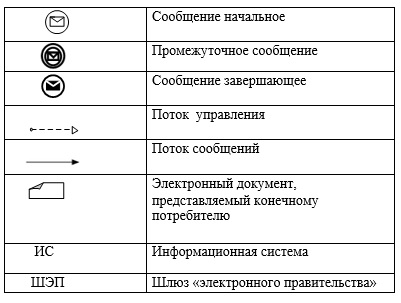 Сообщение начальное
Промежуточное сообщение
Сообщение завершающее
Поток управления
Поток сообщений
Электронный документ,
представляемый конечному
потребителю
ИС Информационная система
ШЭП Шлюз «электронного правительства»